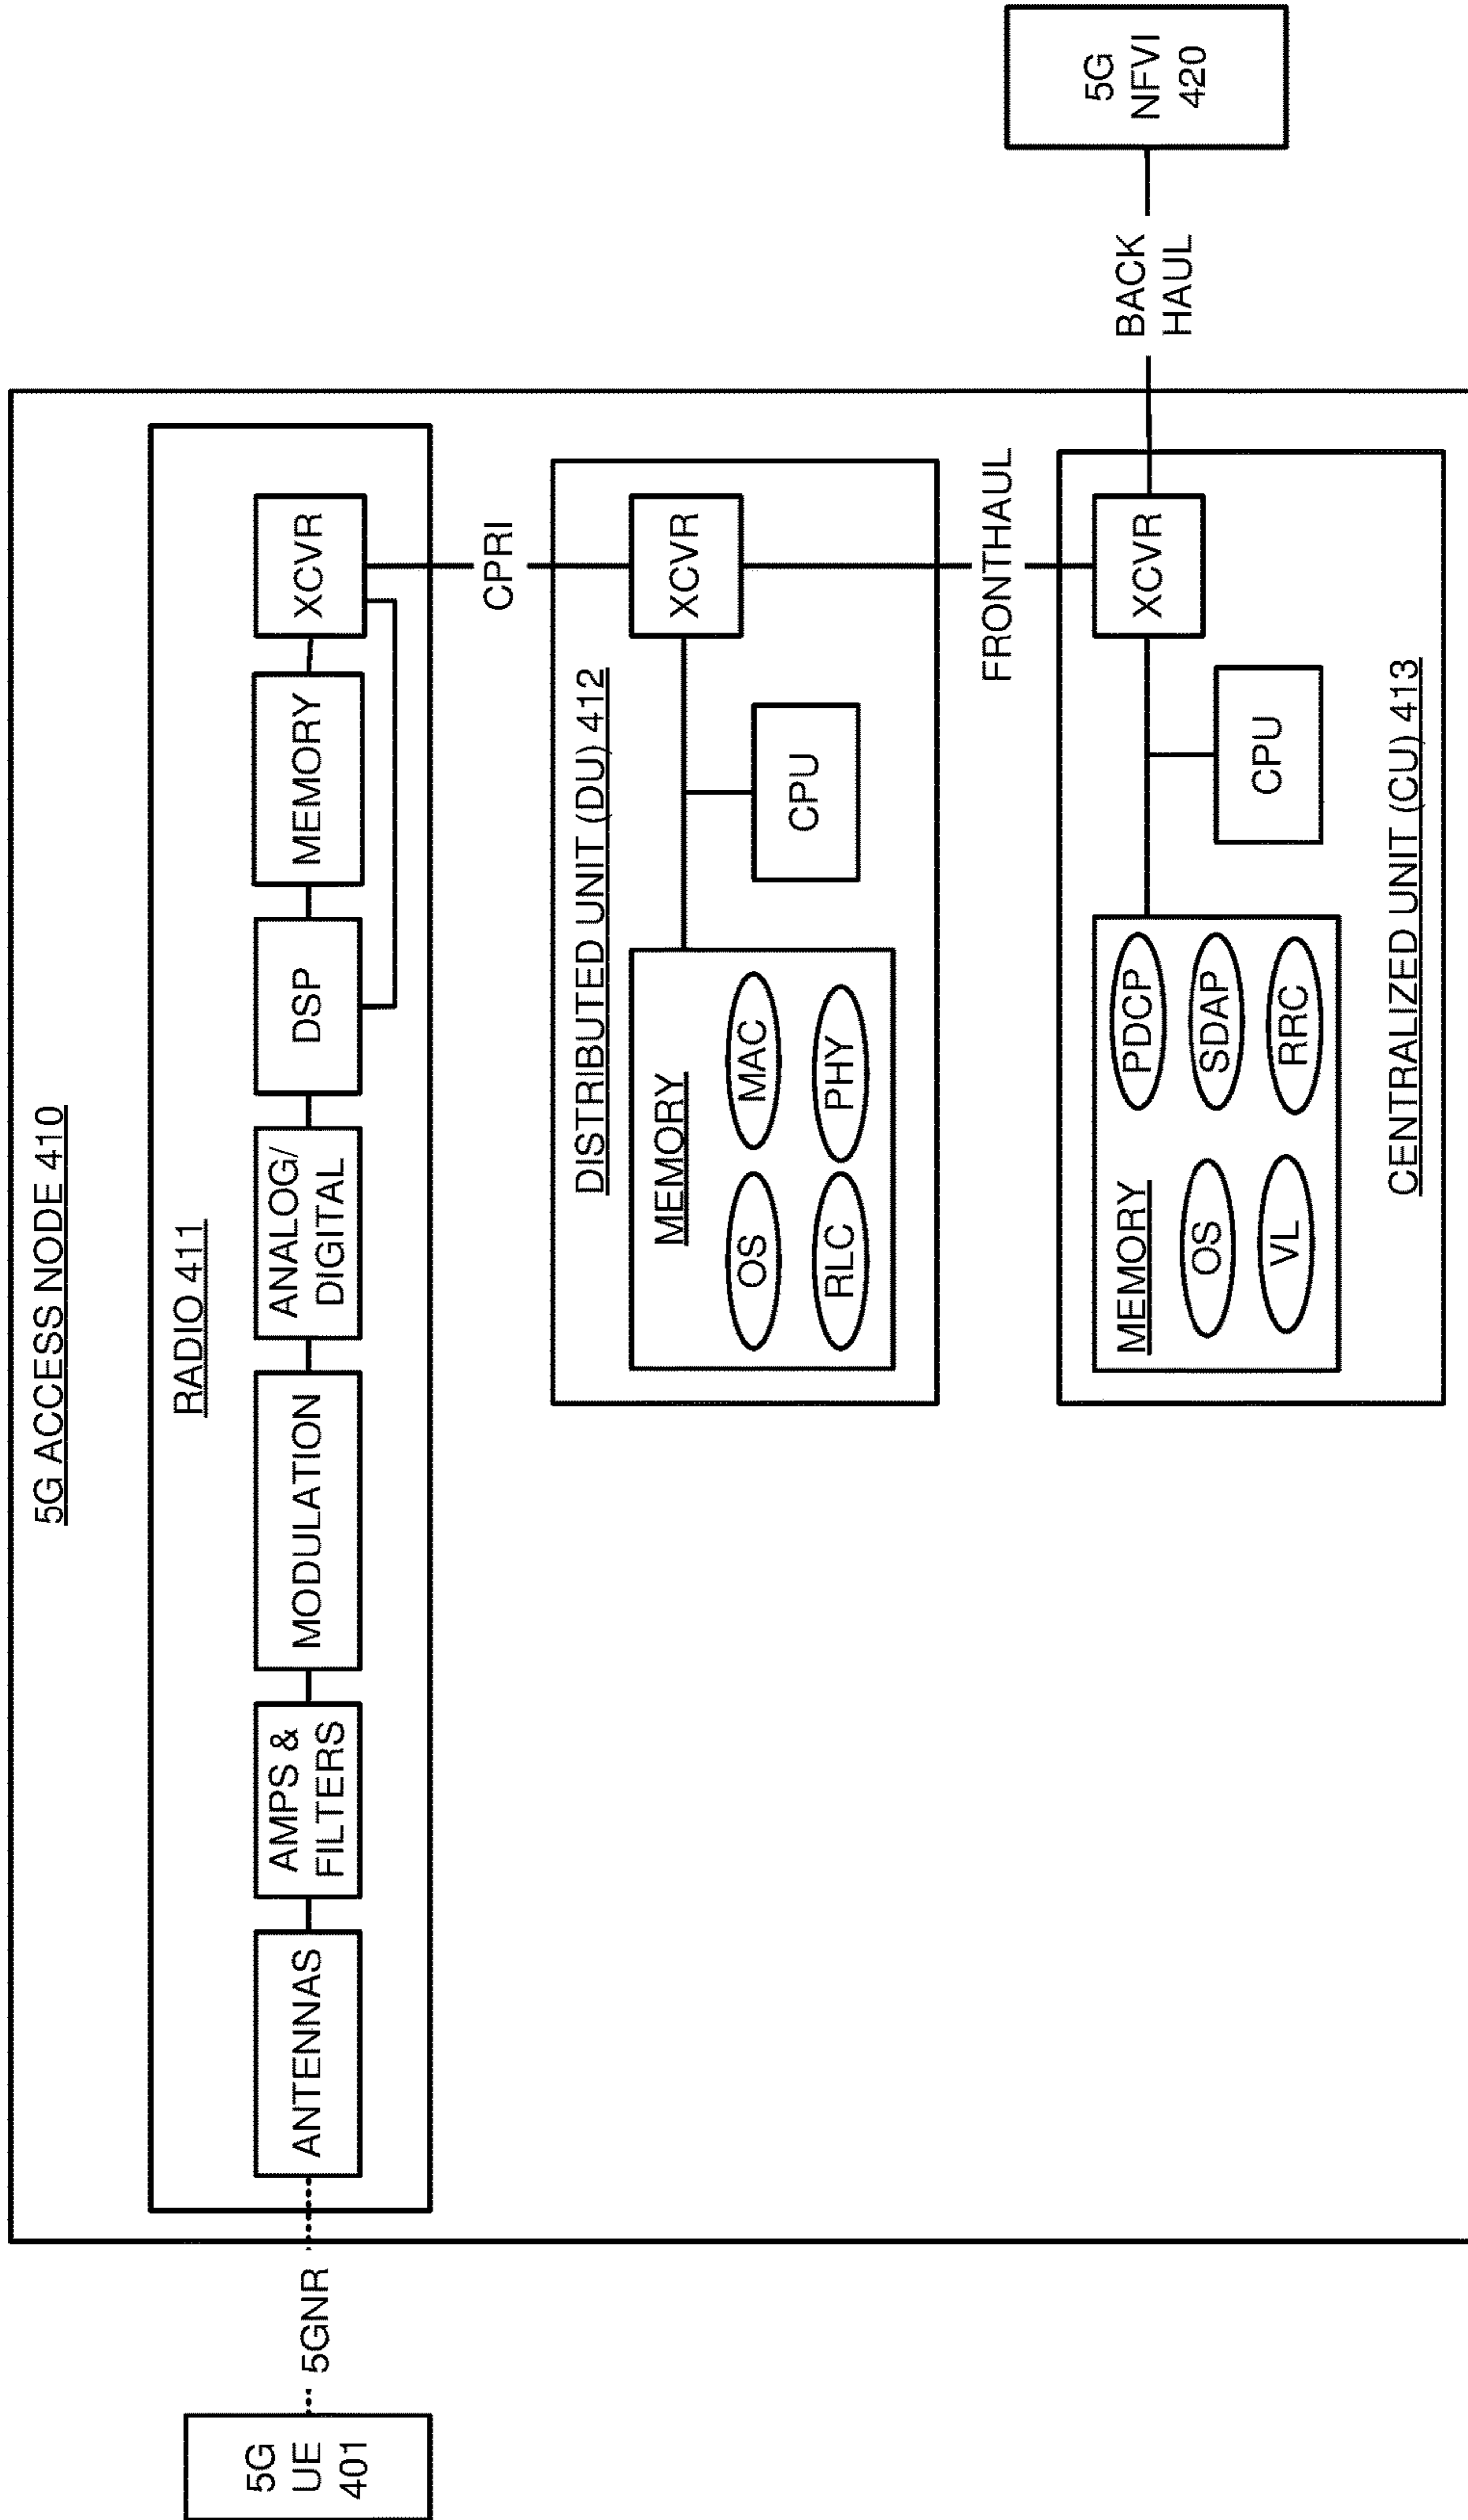 5G ACCESS NODE 410
RADIO 411
5G
UE
401
5GNR
ANTENNAS
AMPS &
FILTERS
MODULATION
ANALOG/
DIGITAL
DSP
MEMORY
XCVR
CPRI
DISTRIBUTED UNIT (DU) 412
MEMORY
OS
MAC
RLC
PHY
CPU
XCVR
FRONTHAUL
MEMORY
OS
VL
PDCP
SDAP
RRC
CPU
XCVR
CENTRALIZED UNIT (CU) 413
BACK
HAUL
5G
NFVI
420